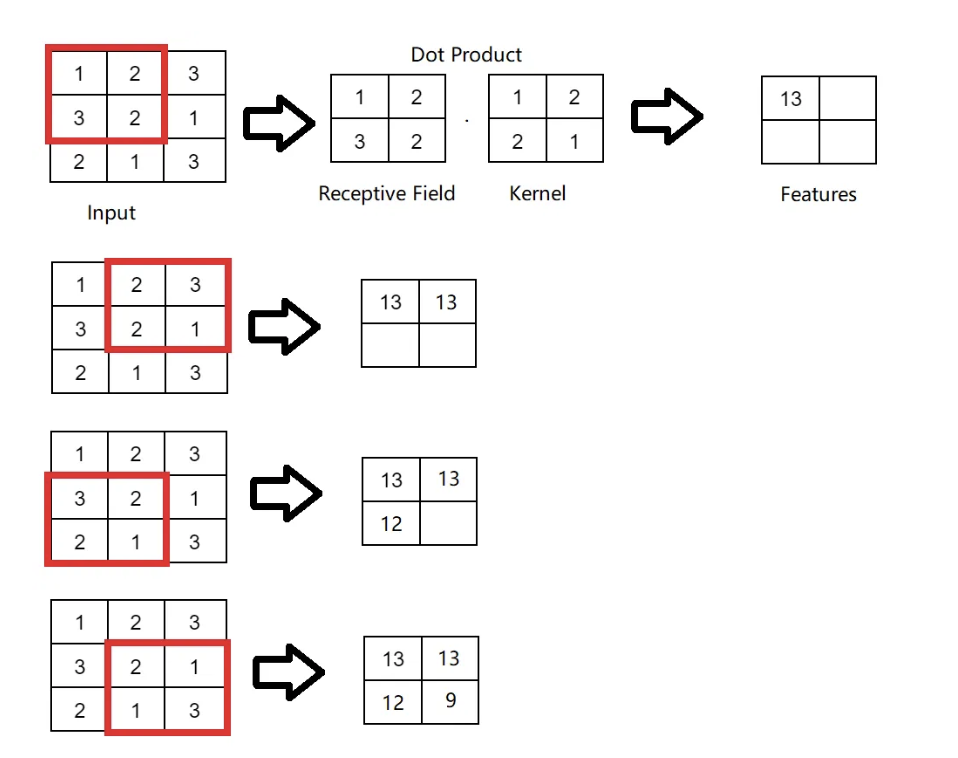 Dot Product
1 2 3
3 2 1
2 1 3
Input
1 2
3 2
Receptive Field
.
1 2
2 1
Kernel
13
Features
1 2 3
3 2 1
2 1 3
13 13
1 2 3
3 2 1
2 1 3
13 13
12
1 2 3
3 2 1
2 1 3
13 13
12 9